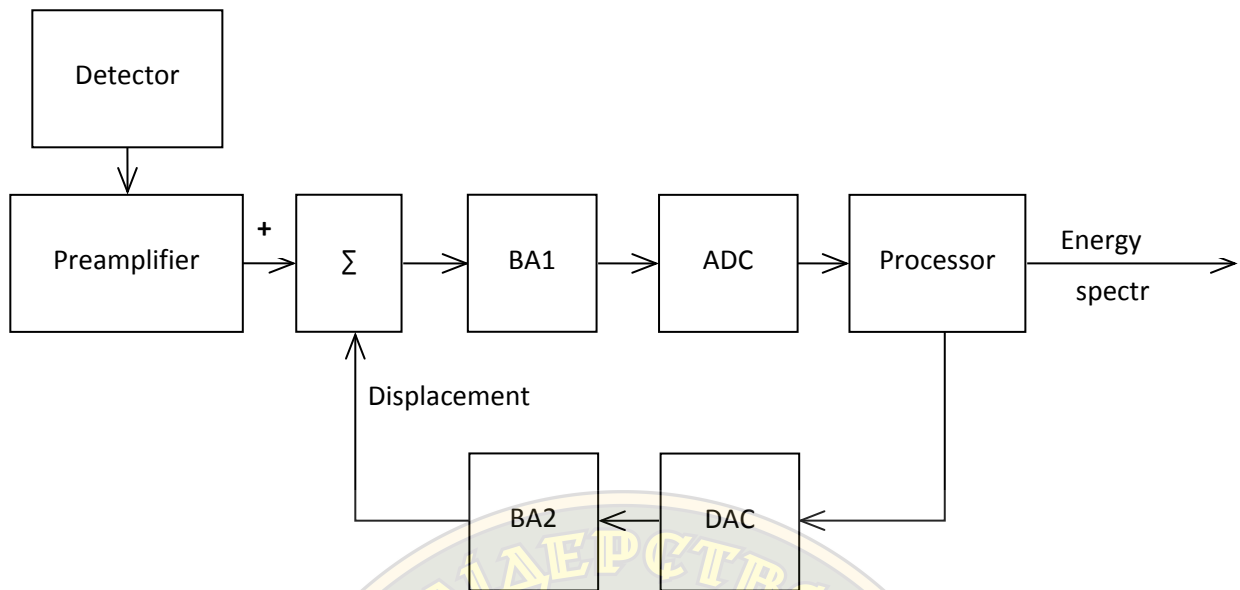 Detector
Preamplifier
+
Σ
BA1
ADC
Processor
Energy
spectr
Displacement
BA2
DAC